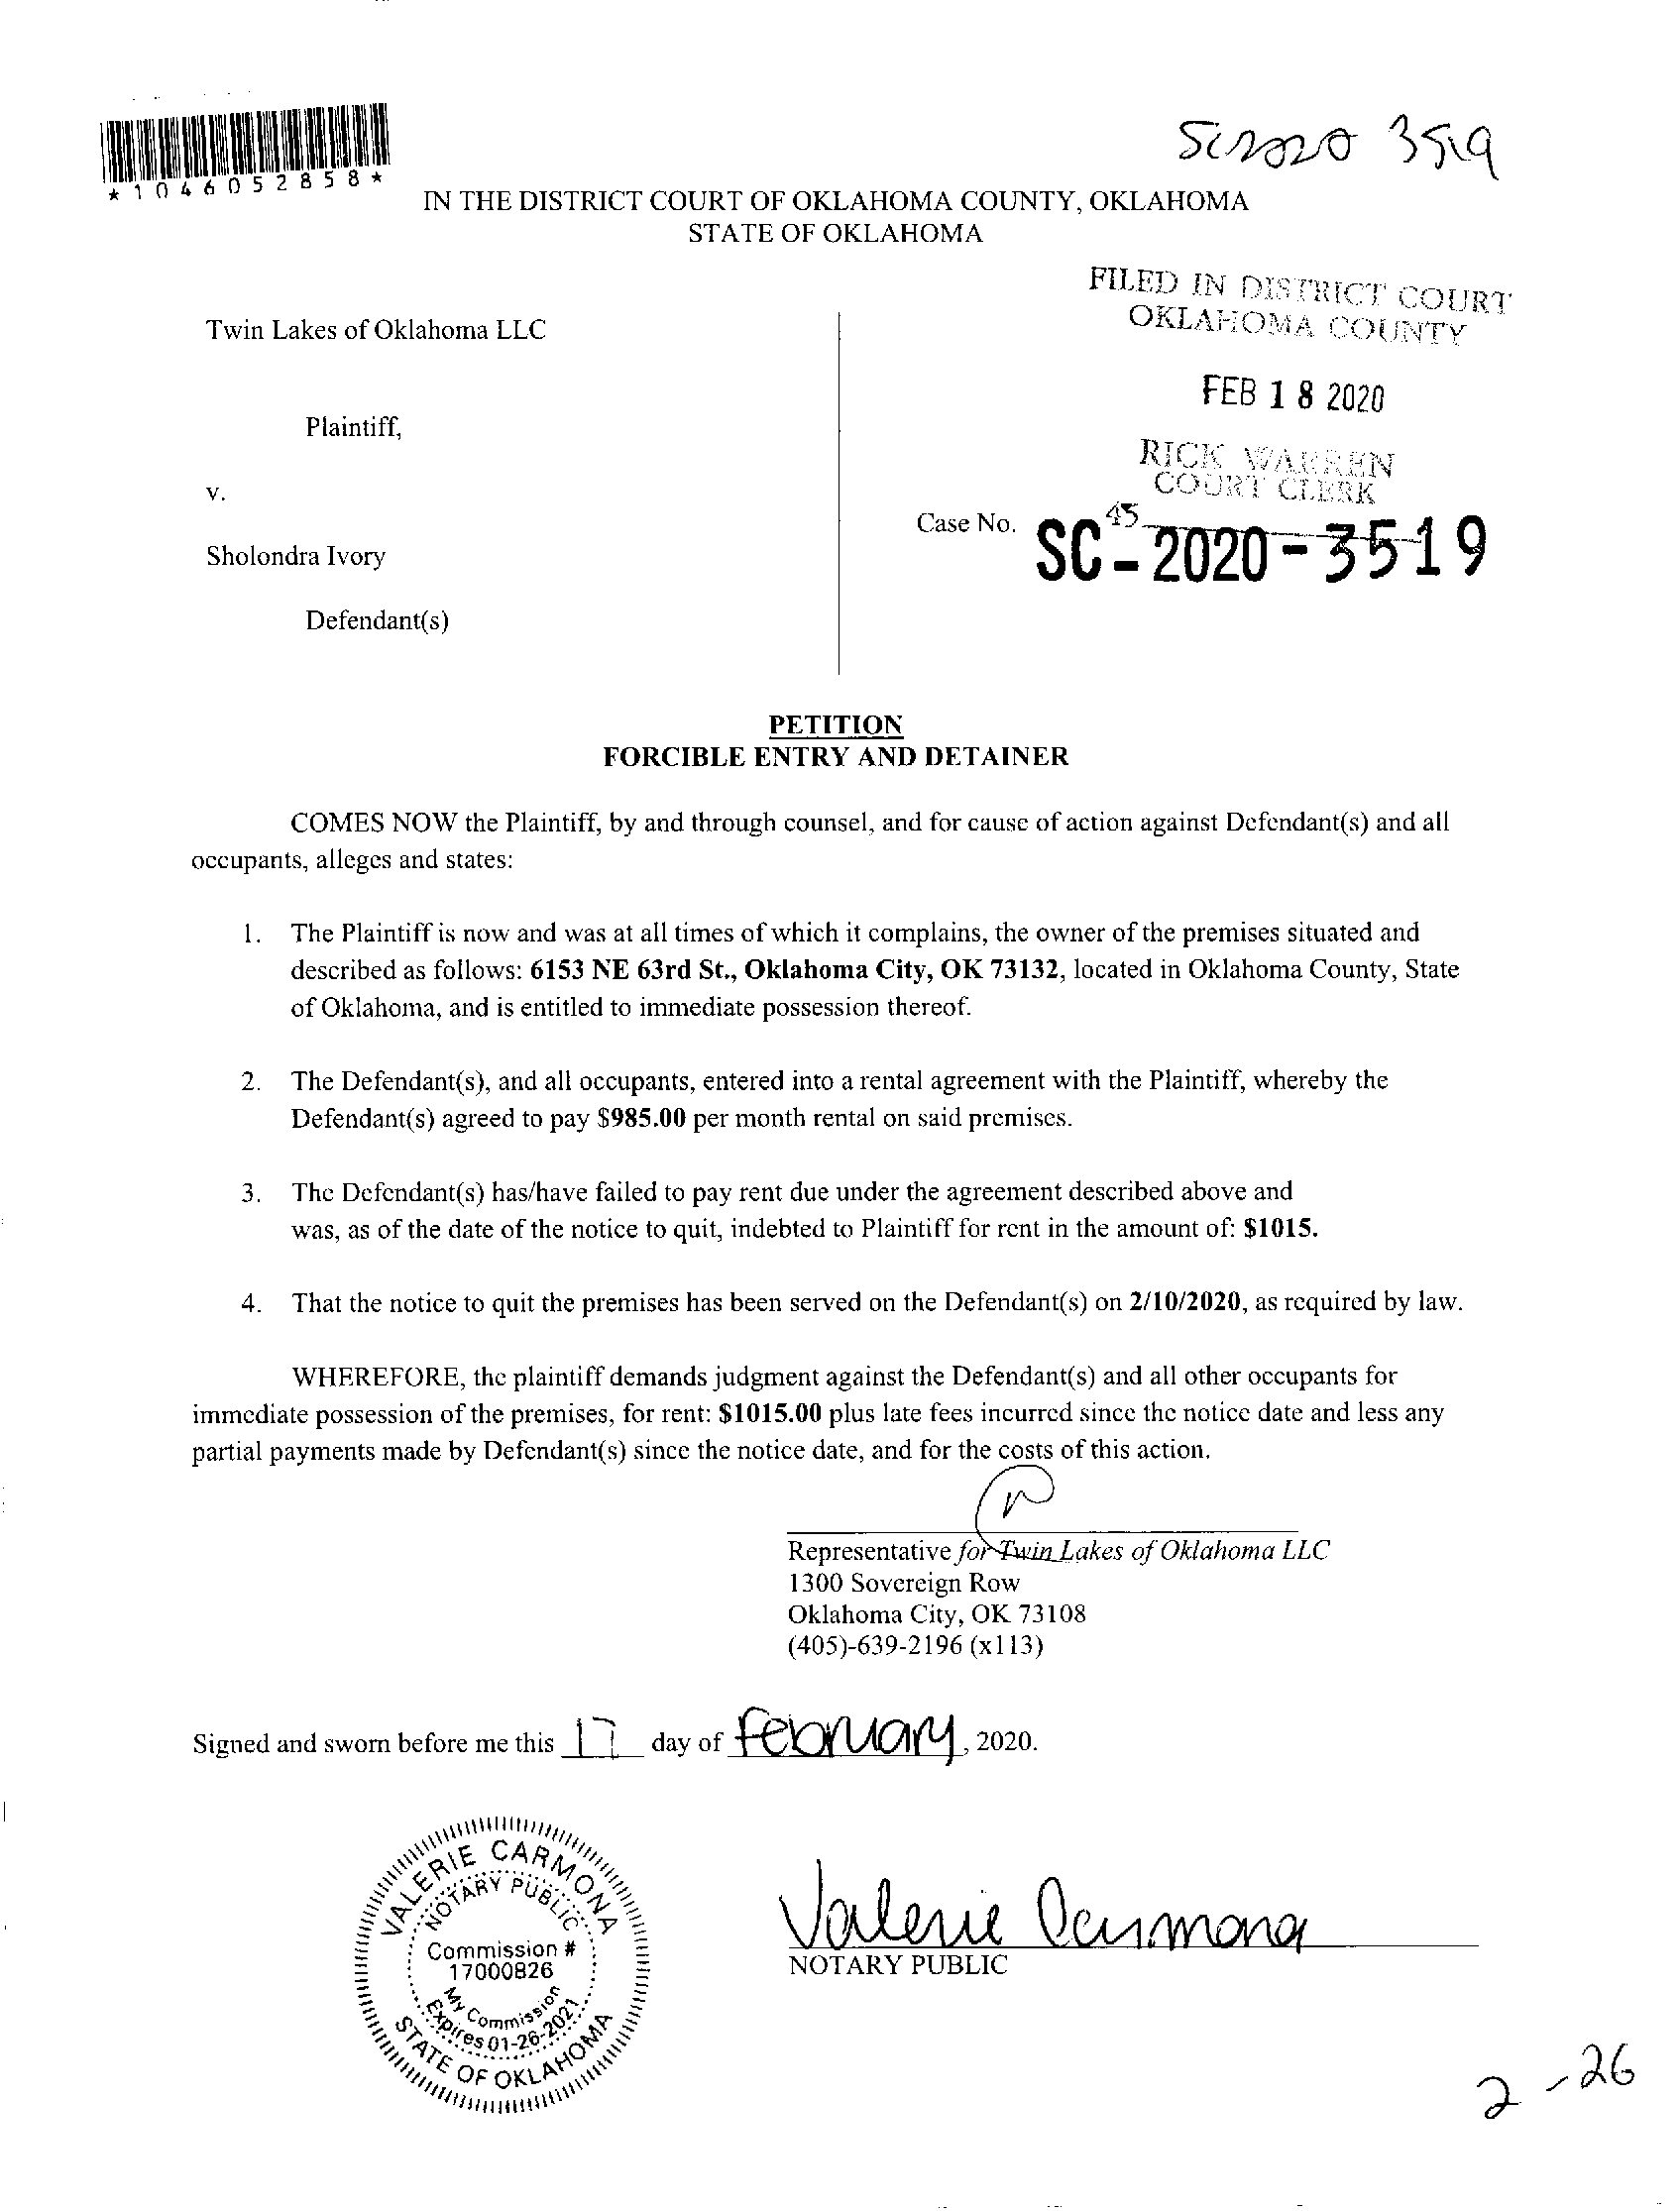 SC2020 3519
*1046052858*
IN THE DISTRICT COURT OF OKLAHOMA COUNTY, OKLAHOMA
STATE OF OKLAHOMA
FILED IN DISTRICT COURT
OKLAHOMA COUNTY
Twin Lakes of Oklahoma LLC
FEB 18 2020
Plaintiff,
RICK WARREN
COURT CLERK
v.
45
Case No. SC-2020-3519
Sholondra Ivory
Defendant(s)
PETITION
FORCIBLE ENTRY AND DETAINER
COMES NOW the Plaintiff, by and through counsel, and for cause of action against Defendant(s) and all
occupants, alleges and states:
1. The Plaintiff is now and was at all times of which it complains, the owner of the premises situated and
described as follows: 6153 NE 63rd St., Oklahoma City, OK 73132, located in Oklahoma County, State
of Oklahoma, and is entitled to immediate possession thereof.
2. The Defendant(s), and all occupants, entered into a rental agreement with the Plaintiff, whereby the
Defendant(s) agreed to pay $985.00 per month rental on said premises.
3. The Defendant(s) has/have failed to pay rent due under the agreement described above and
was, as of the date of the notice to quit, indebted to Plaintiff for rent in the amount of: $1015.
4. That the notice to quit the premises has been served on the Defendant(s) on 2/10/2020, as required by law.
WHEREFORE, the plaintiff demands judgment against the Defendant(s) and all other occupants for
immediate possession of the premises, for rent: $1015.00 plus late fees incurred since the notice date and less any
partial payments made by Defendant(s) since the notice date, and for the costs of this action.
Representative for Twin Lakes of Oklahoma LLC
1300 Sovereign Row
Oklahoma City, OK 73108
(405)-639-2196 (x113)
Signed and sworn before me this 17 day of February, 2020.
VALERIE CARMONA
NOTARY PUBLIC
Commission #
17000826
My Commission
Expires 01-26-2021
STATE OF OKLAHOMA
Valerie Carmona
NOTARY PUBLIC
2-26